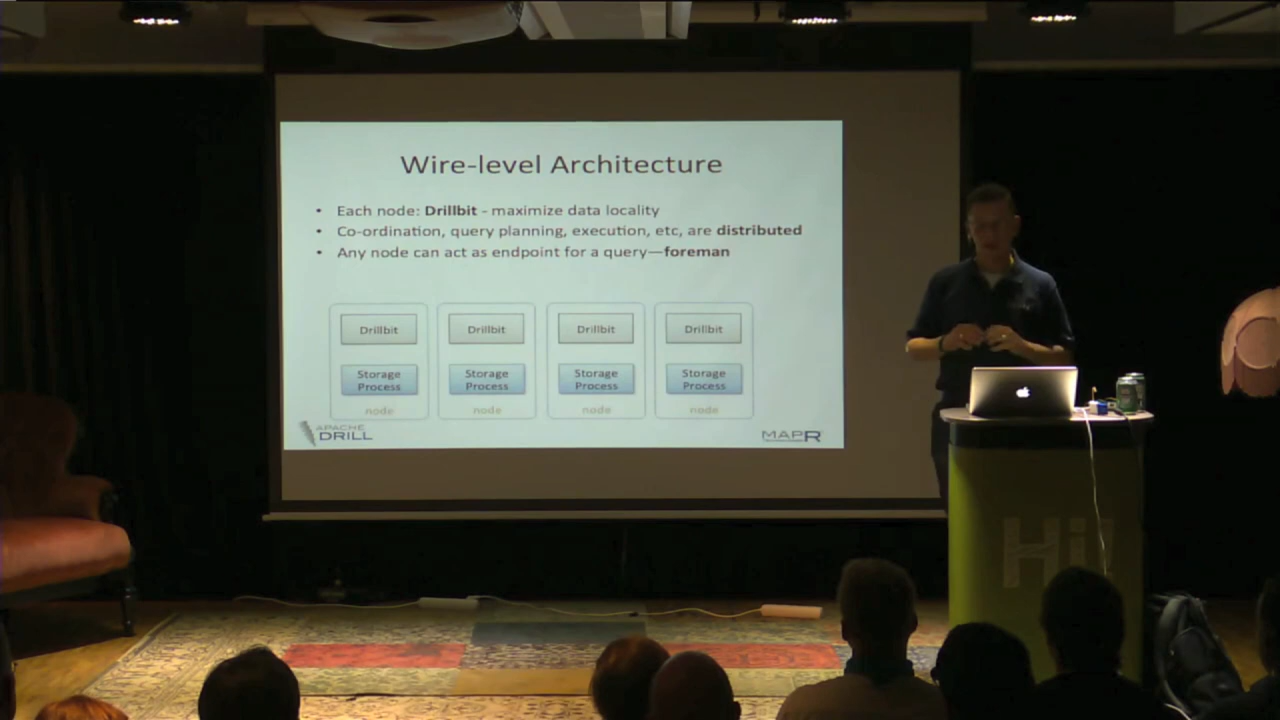 Wire-level Architecture
• Each node: Drillbit - maximize data locality
• Co-ordination, query planning, execution, etc, are distributed
• Any node can act as endpoint for a query—foreman
Drillbit Drillbit Drillbit Drillbit
Storage Process Storage Process Storage Process Storage Process
node node node node
APACHE
DRILL
MAPR
Hi